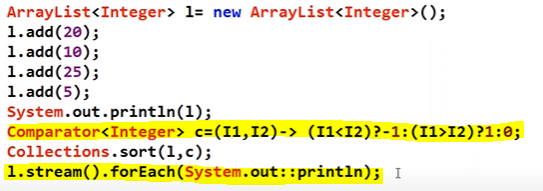 ArrayList<Integer> l= new ArrayList<Integer>();
l.add(20);
l.add(10);
l.add(25);
l.add(5);
System.out.println(l);
Comparator<Integer> c=(I1,I2)-> (I1<I2)?-1:(I1>I2)?1:0;
Collections.sort(l,c);
l.stream().forEach(System.out::println);